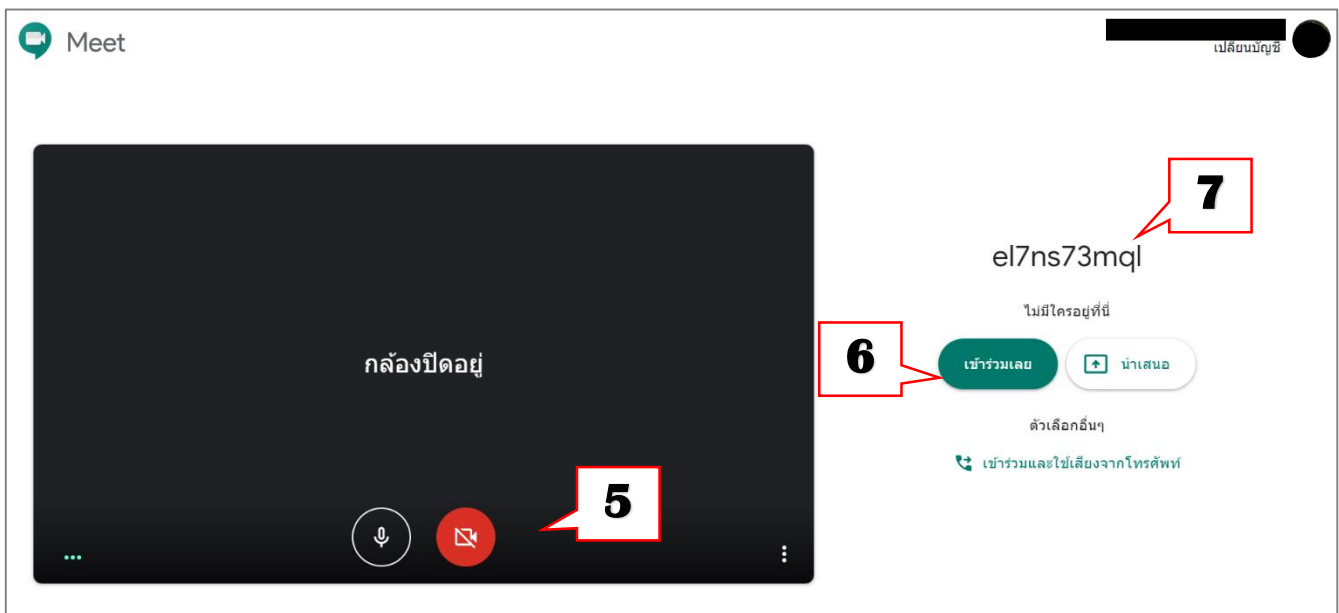 Meet
เปลี่ยนบัญชี
7
el7ns73mql
ไม่มีใครอยู่ที่นี่
6
เข้าร่วมเลย
นำเสนอ
กล้องปิดอยู่
ตัวเลือกอื่นๆ
เข้าร่วมและใช้เสียงจากโทรศัพท์
5